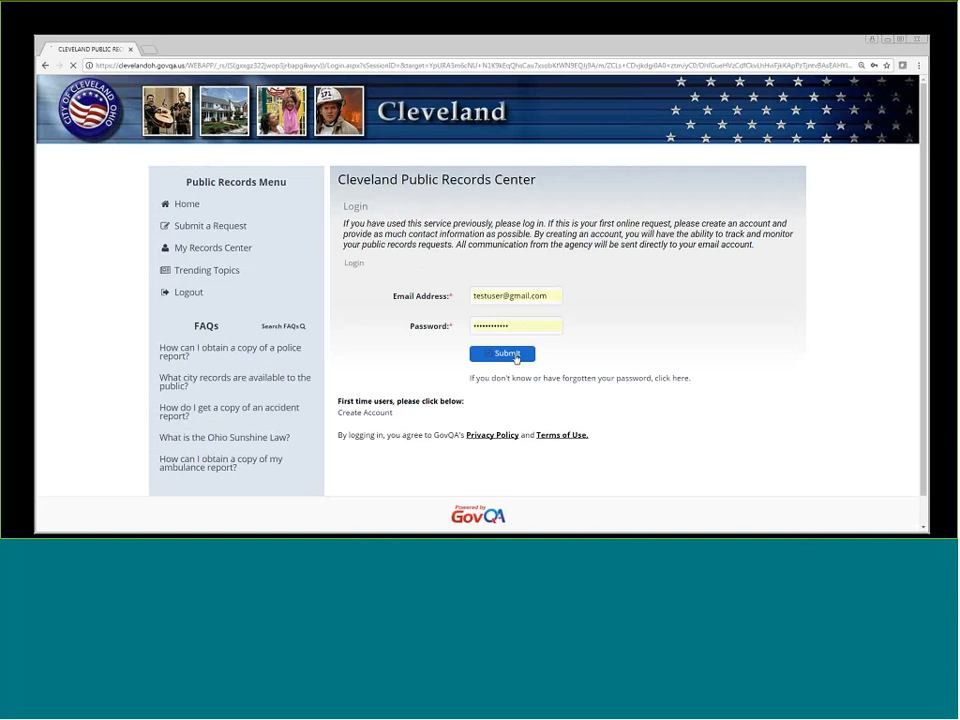 CLEVELAND PUBLIC REC
CITY OF CLEVELAND
OHIO
171
Cleveland
Public Records Menu
Home
Submit a Request
My Records Center
Trending Topics
Logout
FAQs
Search FAQs
How can I obtain a copy of a police
report?
What city records are available to the
public?
How do I get a copy of an accident
report?
What is the Ohio Sunshine Law?
How can I obtain a copy of my
ambulance report?
Cleveland Public Records Center
Login
If you have used this service previously, please log in. If this is your first online request, please create an account and
provide as much contact information as possible. By creating an account, you will have the ability to track and monitor
your public records requests. All communication from the agency will be sent directly to your email account.
Login
Email Address:*
testuser@gmail.com
Password:*
••••••••••••
Submit
If you don't know or have forgotten your password, click here.
First time users, please click below:
Create Account
By logging in, you agree to GovQA's Privacy Policy and Terms of Use.
Powered by
GovQA